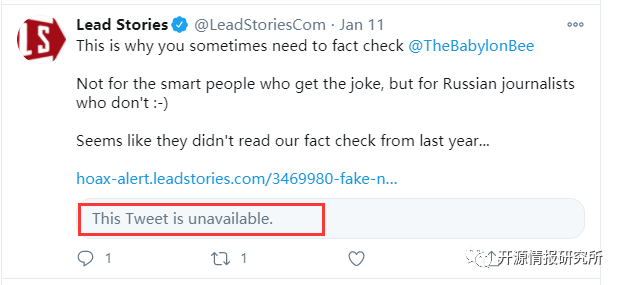 Lead Stories @LeadStoriesCom · Jan 11
LS
This is why you sometimes need to fact check @TheBabylonBee
Not for the smart people who get the joke, but for Russian journalists
who don't :-)
Seems like they didn't read our fact check from last year...
hoax-alert.leadstories.com/3469980-fake-n...
This Tweet is unavailable.
1 1
开源情报研究所